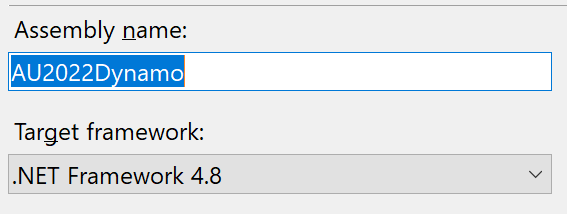 Assembly name:
AU2022Dynamo
Target framework:
.NET Framework 4.8